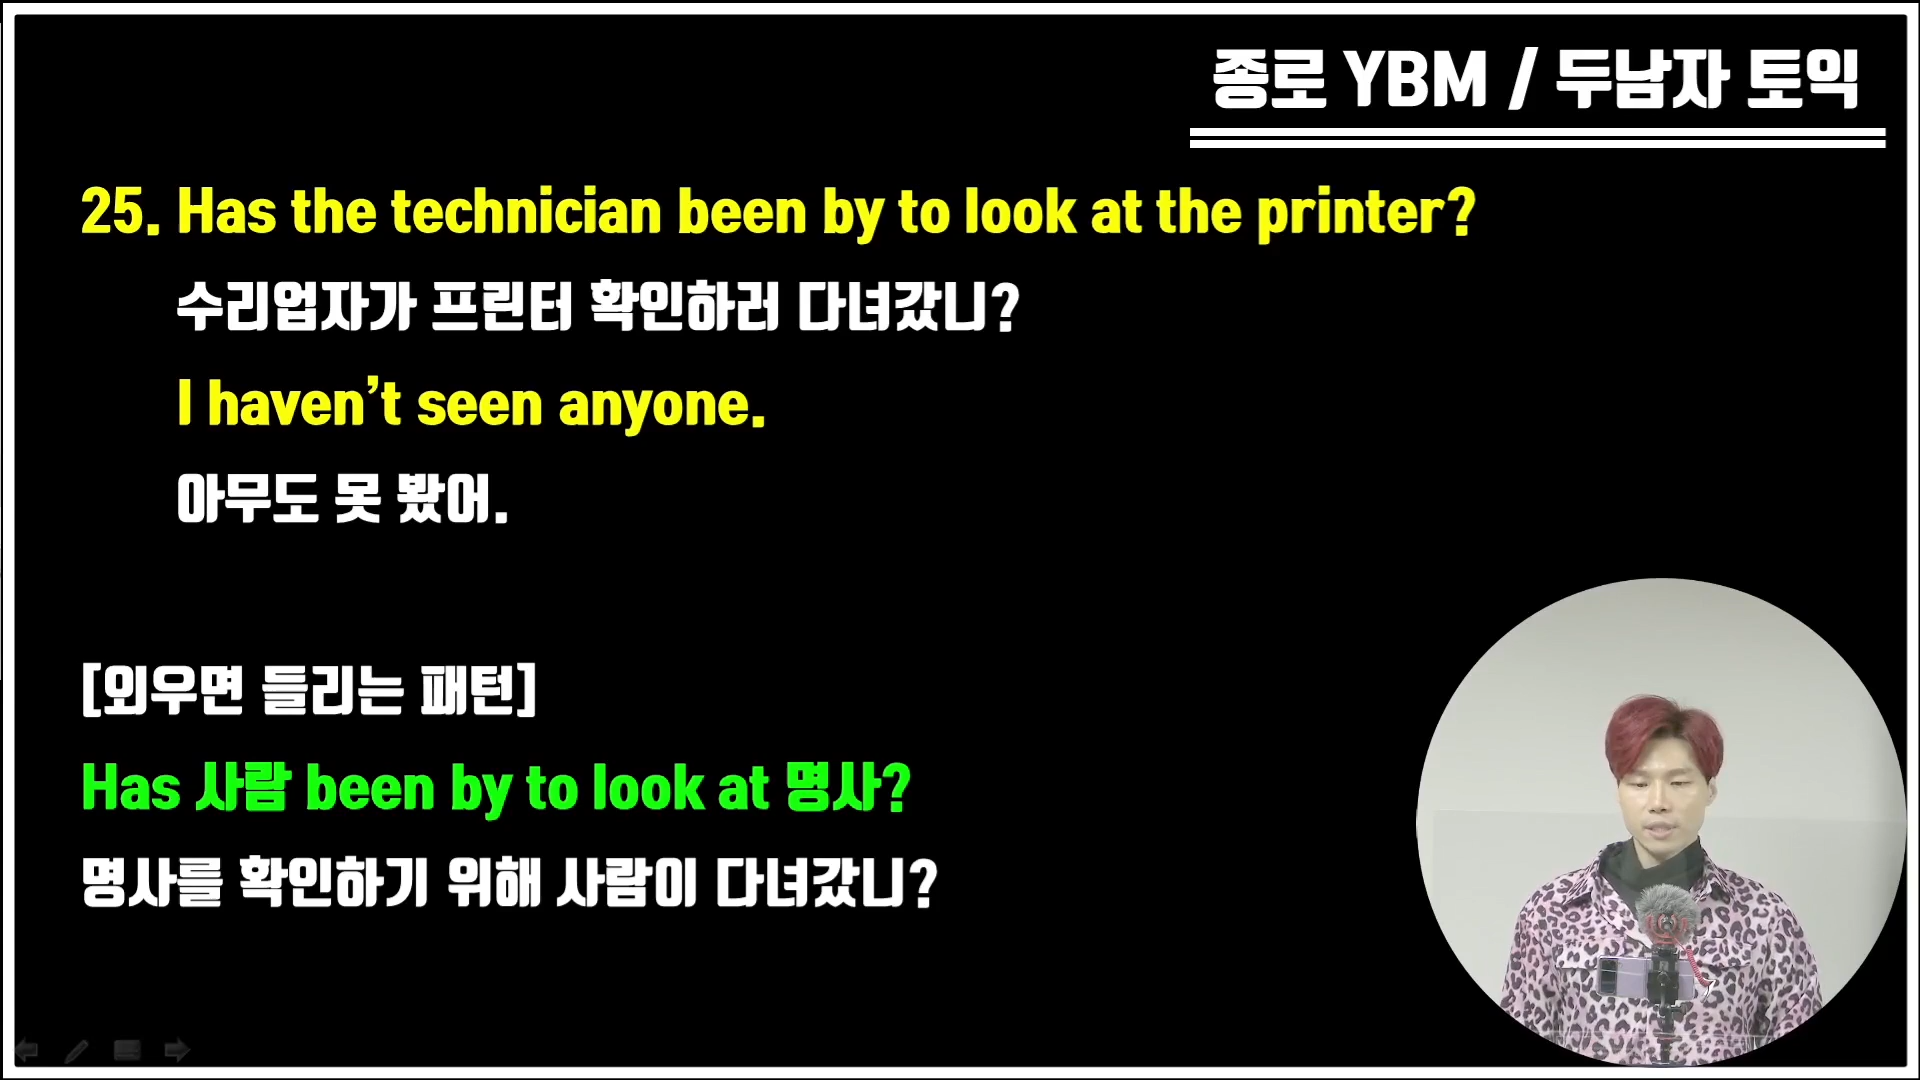 종로 YBM / 두남자 토익
25. Has the technician been by to look at the printer?
수리업자가 프린터 확인하러 다녀갔니?
I haven’t seen anyone.
아무도 못 봤어.
[외우면 들리는 패턴]
Has 사람 been by to look at 명사?
명사를 확인하기 위해 사람이 다녀갔니?